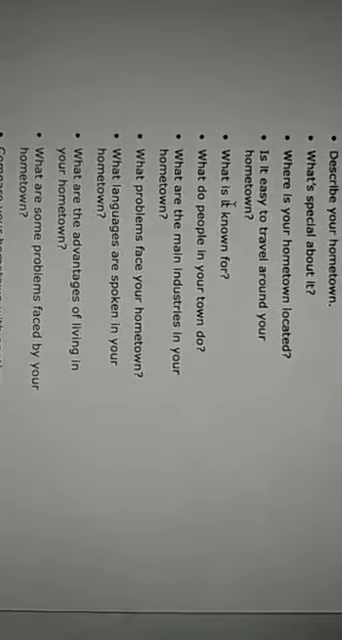 • Describe your hometown.
• What's special about it?
• Where is your hometown located?
• Is it easy to travel around your
hometown?
• What is it known for?
• What do people in your town do?
• What are the main industries in your
hometown?
• What problems face your hometown?
• What languages are spoken in your
hometown?
• What are the advantages of living in
your hometown?
• What are some problems faced by your
hometown?